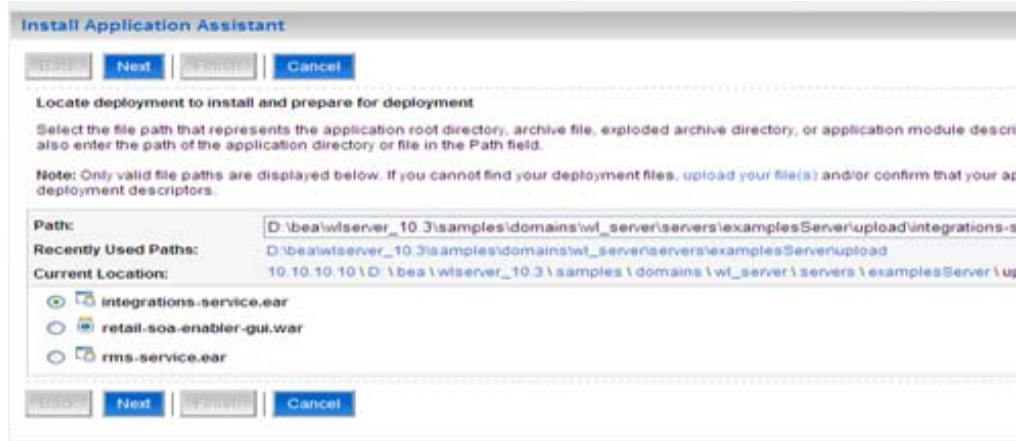 Install Application Assistant
Back Next Finish Cancel
Locate deployment to install and prepare for deployment
Select the file path that represents the application root directory, archive file, exploded archive directory, or application module descri
also enter the path of the application directory or file in the Path field.
Note: Only valid file paths are displayed below. If you cannot find your deployment files, upload your file(s) and/or confirm that your ap
deployment descriptors.
Path: D:\bea\wlserver_10.3\samples\domains\wl_server\servers\examplesServer\upload\integrations-s
Recently Used Paths: D:\bea\wlserver_10.3\samples\domains\wl_server\servers\examplesServer\upload
Current Location: 10.10.10.10 \ D: \ bea \ wlserver_10.3 \ samples \ domains \ wl_server \ servers \ examplesServer \ up
integrations-service.ear
retail-soa-enabler-gui.war
rms-service.ear
Back Next Finish Cancel